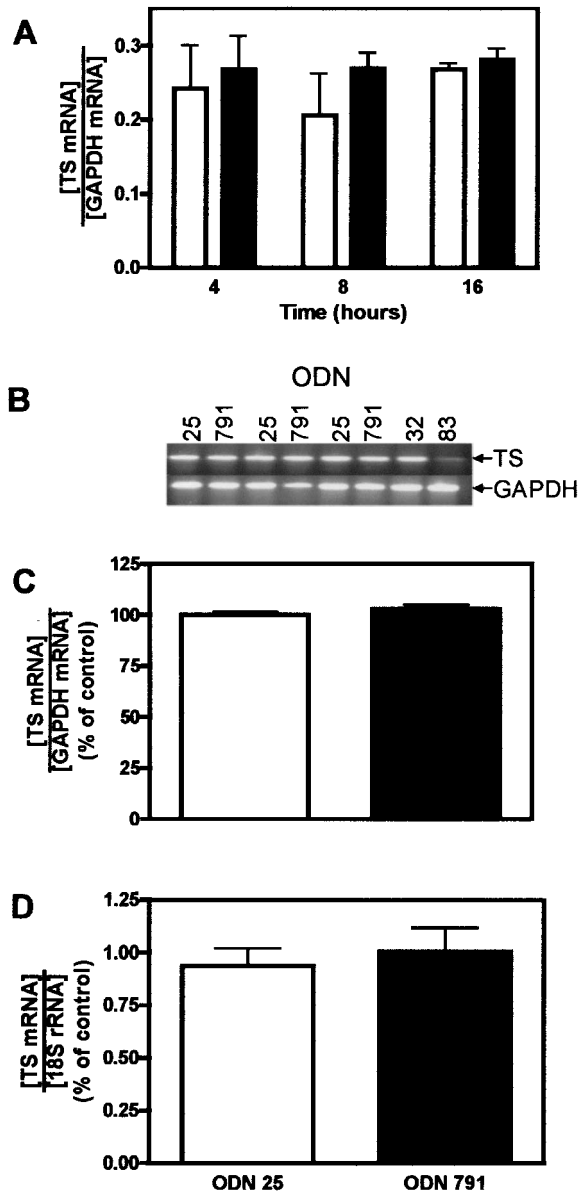 A
[TS mRNA]
[GAPDH mRNA]
0.3
0.2
0.1
0.0
4 8 16
Time (hours)
B
ODN
25 791 25 791 25 791 32 83
TS
GAPDH
C
[TS mRNA]
[GAPDH mRNA]
(% of control)
125
100
75
50
25
0
D
[TS mRNA]
[18S rRNA]
(% of control)
1.25
1.00
0.75
0.50
0.25
0.00
ODN 25 ODN 791